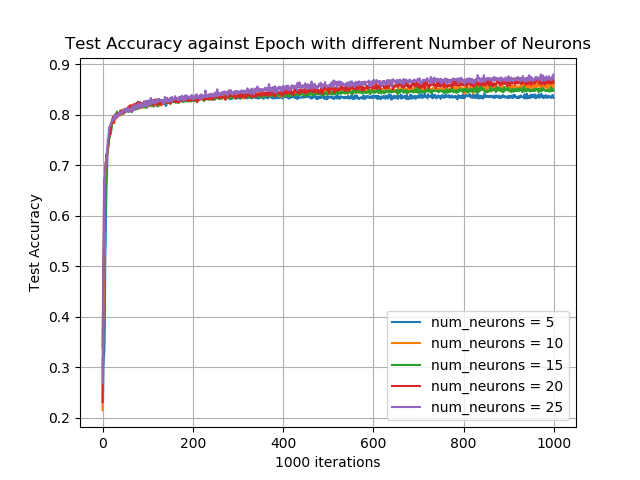 Test Accuracy against Epoch with different Number of Neurons
0.9
0.8
0.7
0.6
0.5
0.4
0.3
0.2
Test Accuracy
num_neurons = 5
num_neurons = 10
num_neurons = 15
num_neurons = 20
num_neurons = 25
0 200 400 600 800 1000
1000 iterations